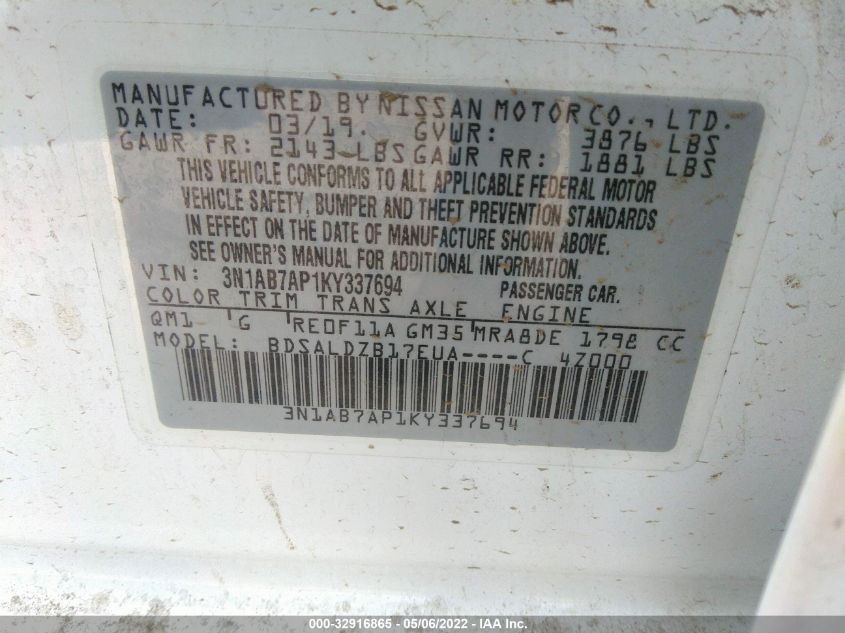 MANUFACTURED BY NISSAN MOTOR CO., LTD.
DATE: 03/19. GVWR: 3876 LBS
GAWR FR: 2143 LBS GAWR RR: 1881 LBS
THIS VEHICLE CONFORMS TO ALL APPLICABLE FEDERAL MOTOR
VEHICLE SAFETY, BUMPER AND THEFT PREVENTION STANDARDS
IN EFFECT ON THE DATE OF MANUFACTURE SHOWN ABOVE.
SEE OWNER'S MANUAL FOR ADDITIONAL INFORMATION.
VIN: 3N1AB7AP1KY337694 PASSENGER CAR.
COLOR TRIM TRANS AXLE ENGINE
QM1 G RE0F11A GM35 MRA8DE 1798 CC
MODEL: BDSALDZB17EUA----C 4Z000
3N1AB7AP1KY337694
000-32916865 - 05/06/2022 - IAA Inc.